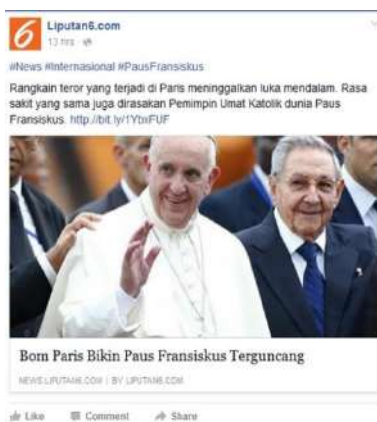 6
Liputan6.com
13 hrs ·
#News #Internasional #PausFransiskus
Rangkain teror yang terjadi di Paris meninggalkan luka mendalam. Rasa
sakit yang sama juga dirasakan Pemimpin Umat Katolik dunia Paus
Fransiskus. http://bit.ly/1YbxFUF
Bom Paris Bikin Paus Fransiskus Terguncang
NEWS.LIPUTAN6.COM | BY LIPUTAN6.COM
Like Comment Share